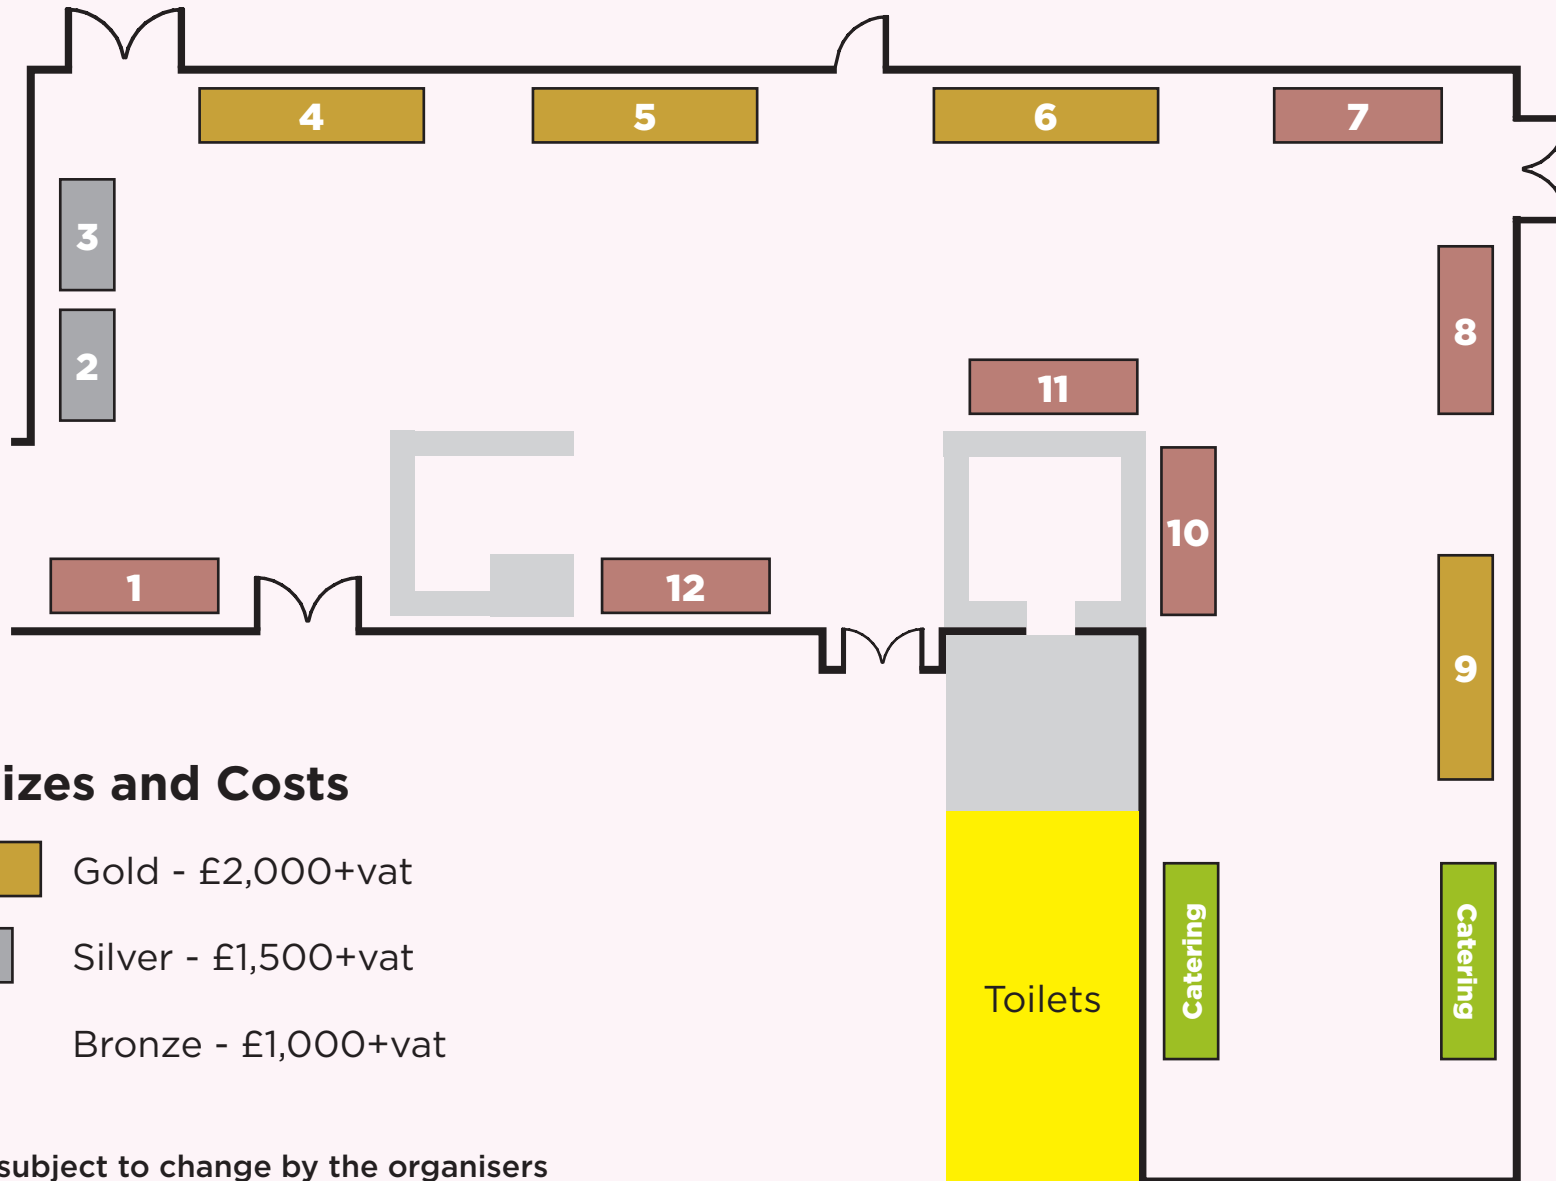 4
5
6
7
3
8
2
11
10
1
12
9
izes and Costs
Gold - £2,000+vat
Silver - £1,500+vat
Bronze - £1,000+vat
Toilets
Catering
Catering
subject to change by the organisers